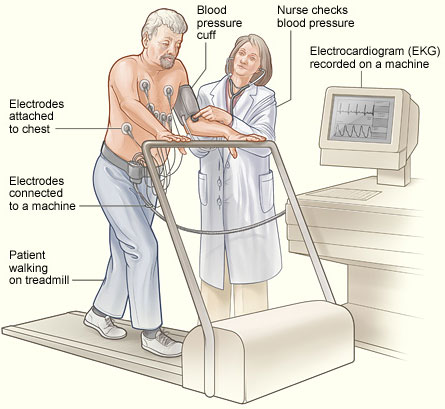 Blood
pressure
cuff
Nurse checks
blood pressure
Electrocardiogram (EKG)
recorded on a machine
Electrodes
attached
to chest
Electrodes
connected
to a machine
Patient
walking
on treadmill